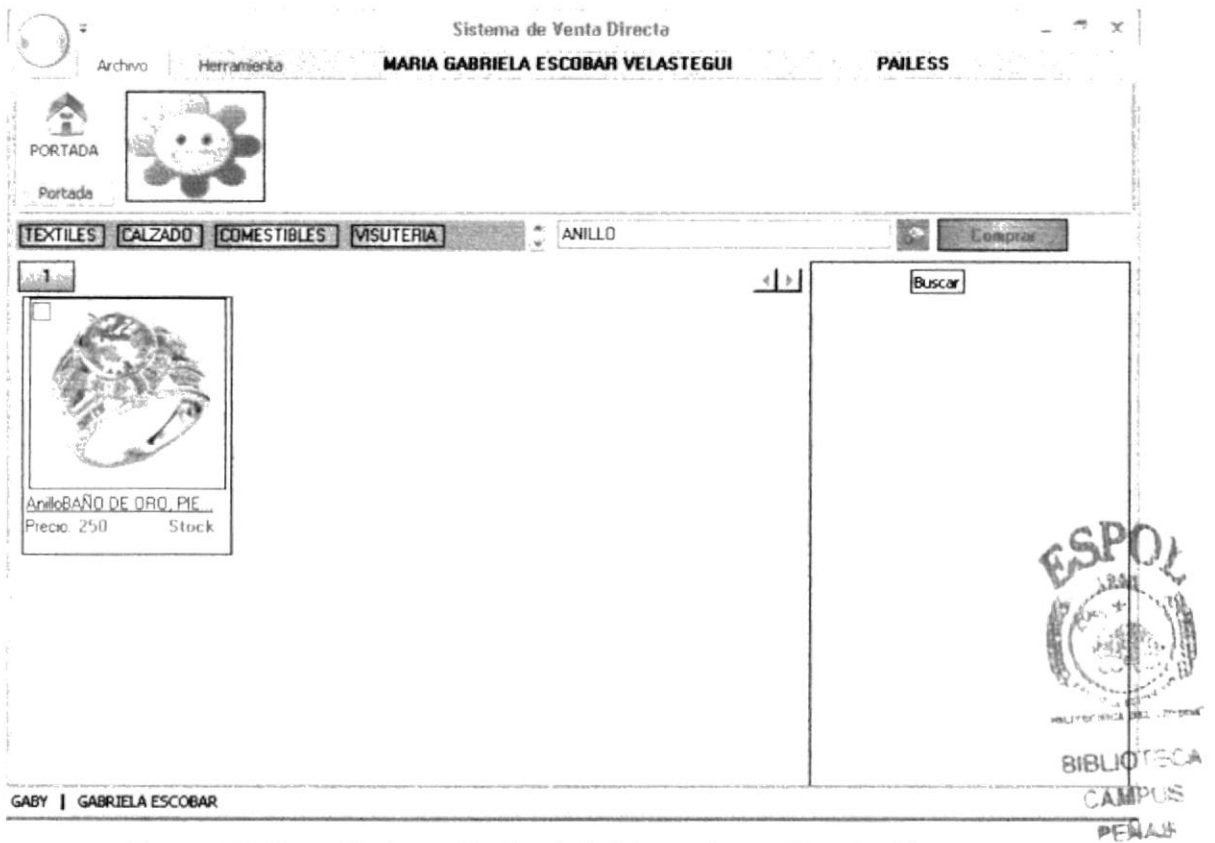 Sistema de Venta Directa
Archivo Herramienta MARIA GABRIELA ESCOBAR VELASTEGUI PAILESS
PORTADA
Portada
TEXTILES CALZADO COMESTIBLES VISUTERIA ANILLO Comprar
1 Buscar
AnilloBAÑO DE ORO, PIE...
Precio: 250 Stock
ESPOL
BIBLIOTECA
GABY | GABRIELA ESCOBAR
CAMPUS
PEÑAS